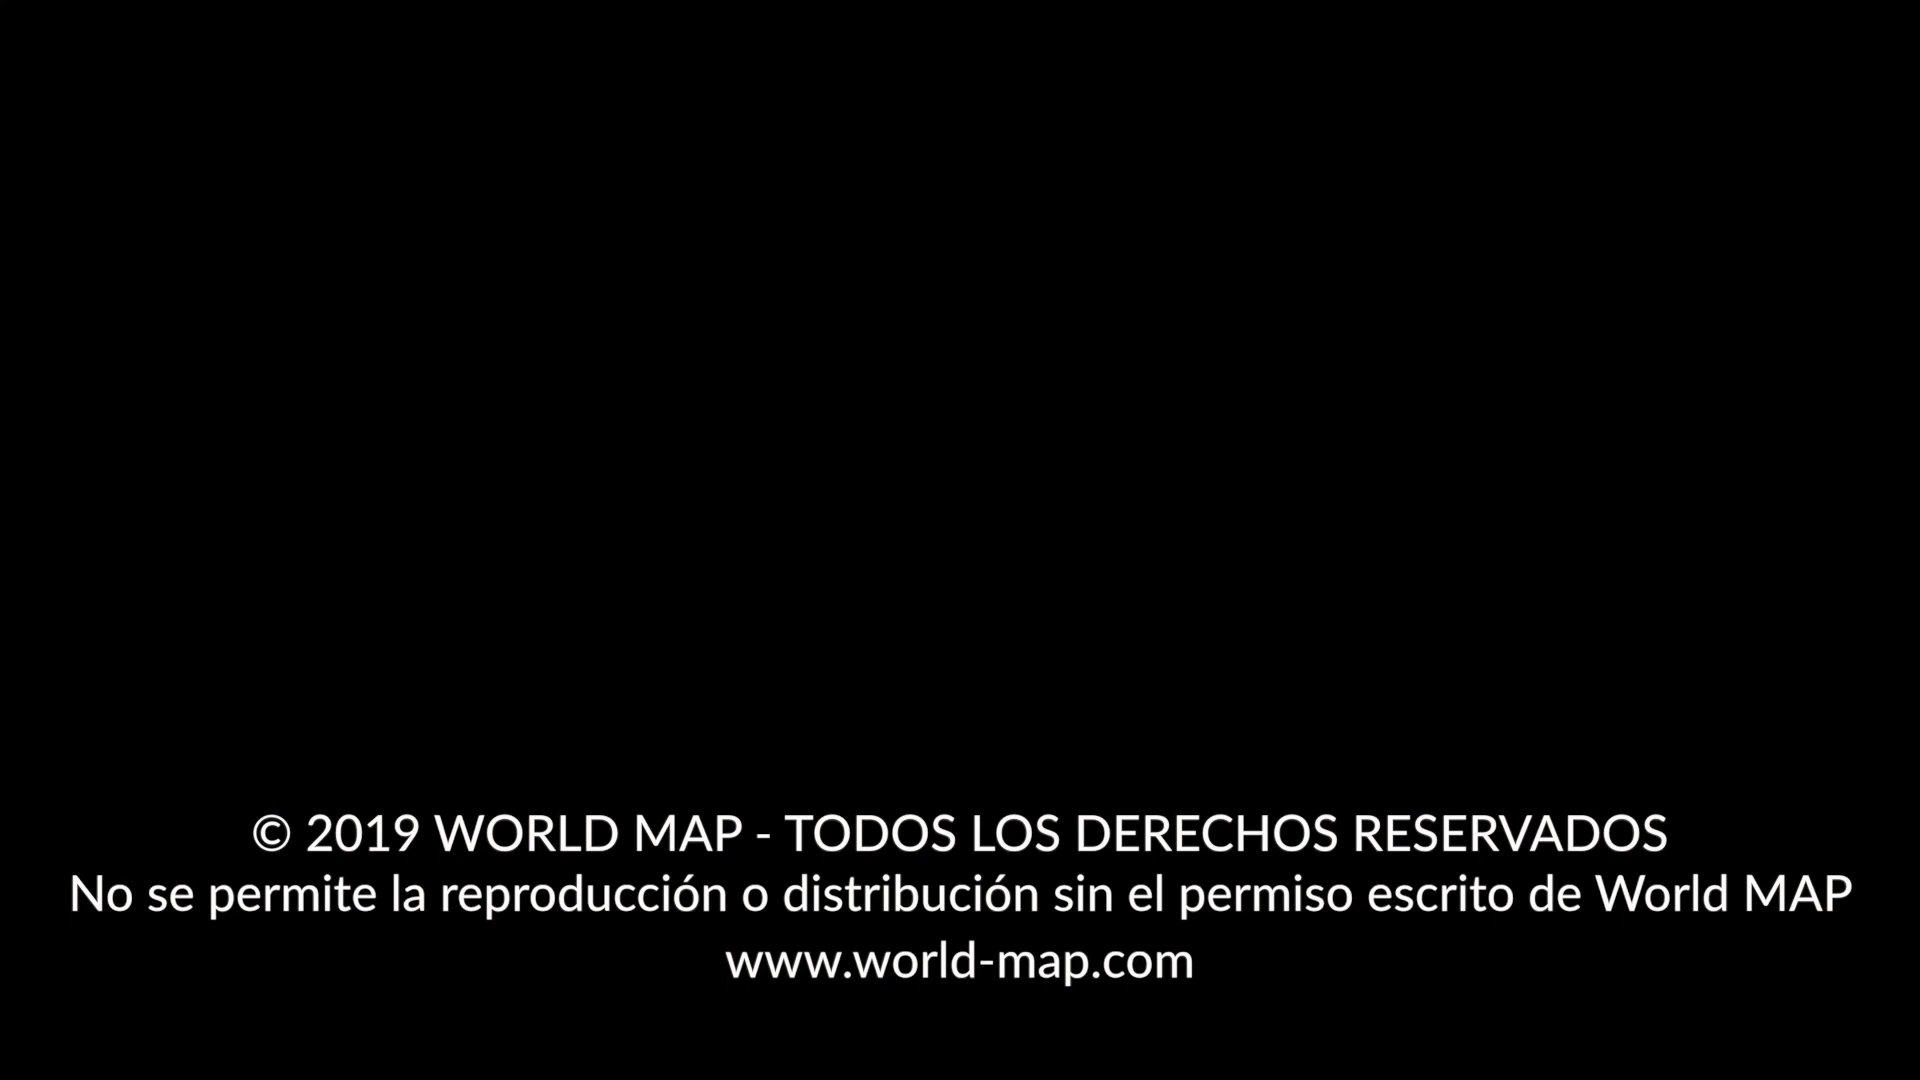 © 2019 WORLD MAP - TODOS LOS DERECHOS RESERVADOS
No se permite la reproducción o distribución sin el permiso escrito de World MAP
www.world-map.com